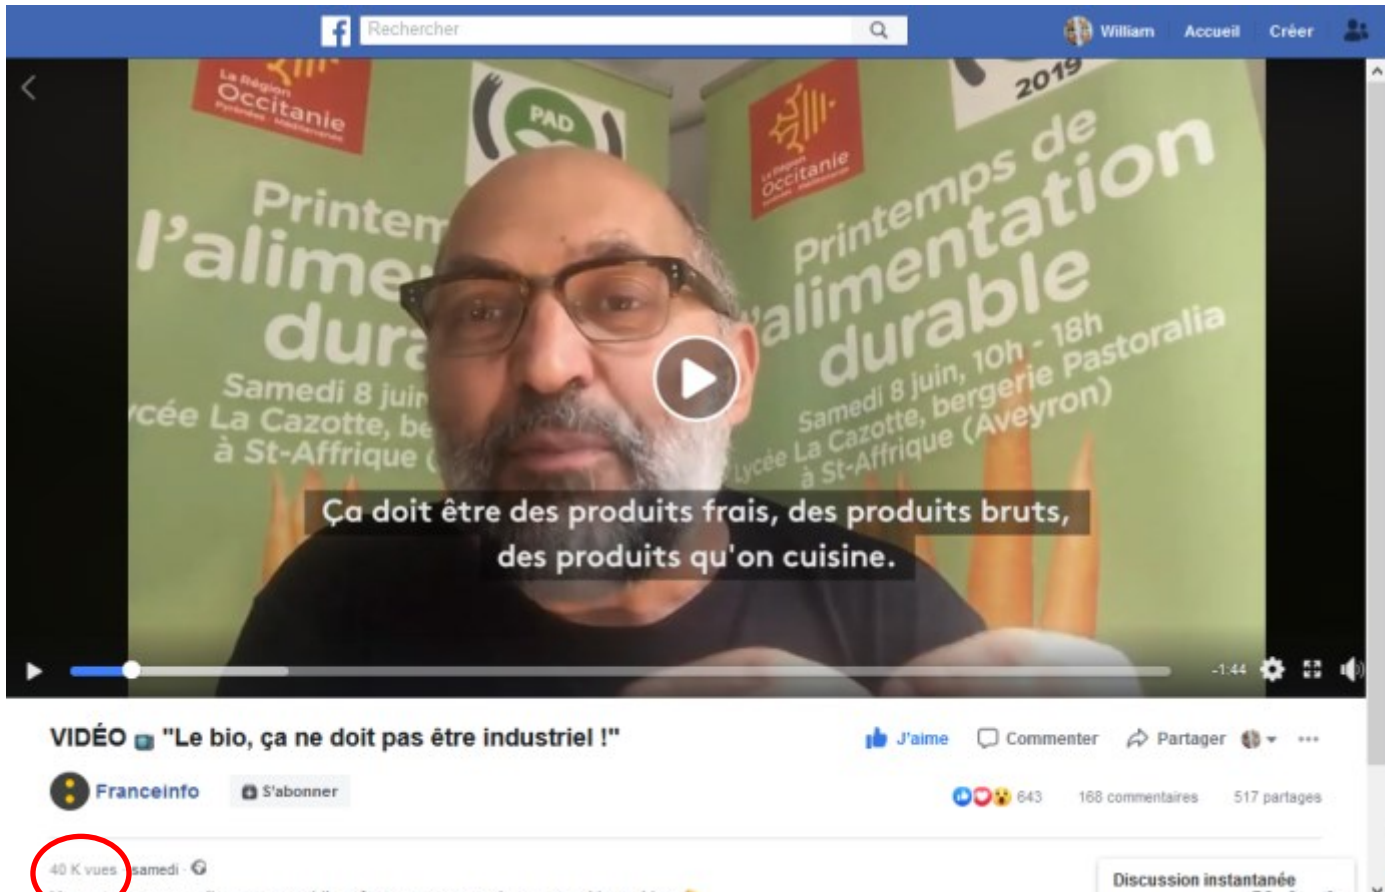 Rechercher
William Accueil Créer
La Région
Occitanie
Pyrénées - Méditerranée
PAD
Printem
l'alime
dura
Samedi 8 juin
ycée La Cazotte, be
à St-Affrique (
La Région
Occitanie
2019
Printemps de
l'alimentation
durable
Samedi 8 juin, 10h - 18h
Lycée La Cazotte, bergerie Pastoralia
à St-Affrique (Aveyron)
Ça doit être des produits frais, des produits bruts,
des produits qu'on cuisine.
-1:44
VIDÉO "Le bio, ça ne doit pas être industriel !"
J'aime Commenter Partager
Franceinfo S'abonner
643 168 commentaires 517 partages
40 K vues · samedi ·
Discussion instantanée